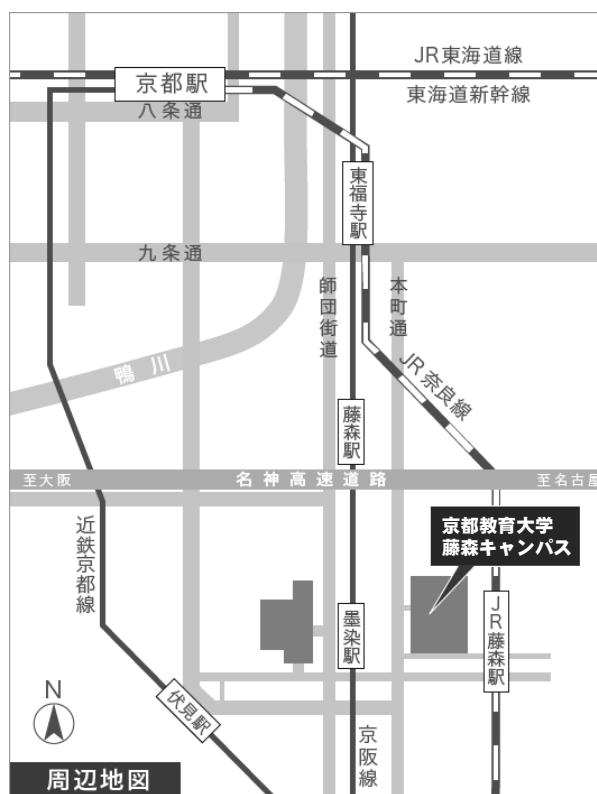 JR東海道線
京都駅
東海道新幹線
八条通
東福寺駅
九条通
師団街道
本町通
鴨川
JR奈良線
藤森駅
至大阪
名神高速道路
至名古屋
京都教育大学
藤森キャンパス
近鉄京都線
墨染駅
JR藤森駅
伏見駅
N
京阪線
周辺地図